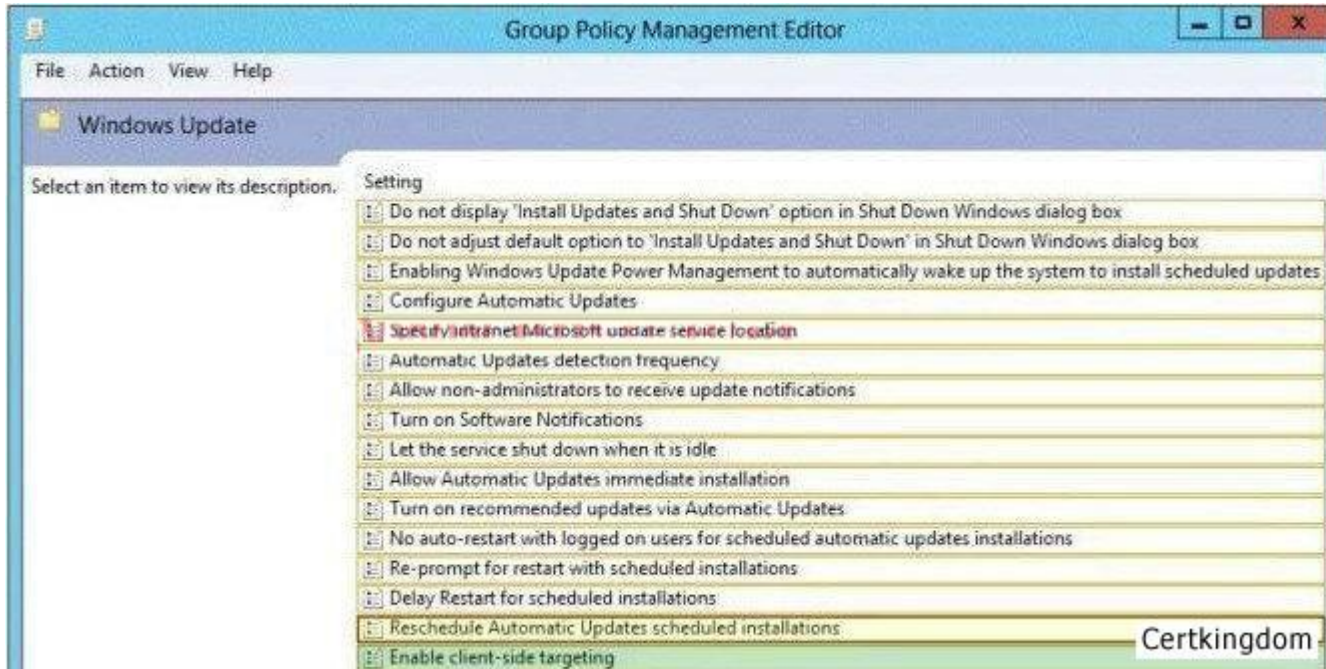 Group Policy Management Editor
File Action View Help
Windows Update
Select an item to view its description.
Setting
Do not display 'Install Updates and Shut Down' option in Shut Down Windows dialog box
Do not adjust default option to 'Install Updates and Shut Down' in Shut Down Windows dialog box
Enabling Windows Update Power Management to automatically wake up the system to install scheduled updates
Configure Automatic Updates
Specify intranet Microsoft update service location
Automatic Updates detection frequency
Allow non-administrators to receive update notifications
Turn on Software Notifications
Let the service shut down when it is idle
Allow Automatic Updates immediate installation
Turn on recommended updates via Automatic Updates
No auto-restart with logged on users for scheduled automatic updates installations
Re-prompt for restart with scheduled installations
Delay Restart for scheduled installations
Reschedule Automatic Updates scheduled installations
Certkingdom
Enable client-side targeting